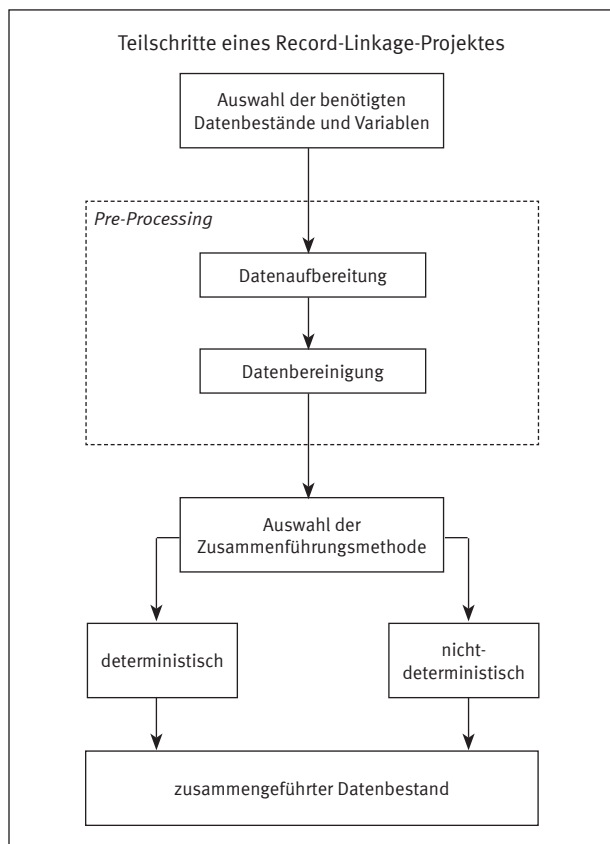 Teilschritte eines Record-Linkage-Projektes
Auswahl der benötigten
Datenbestände und Variablen
Pre-Processing
Datenaufbereitung
Datenbereinigung
Auswahl der
Zusammenführungsmethode
deterministisch
nicht-
deterministisch
zusammengeführter Datenbestand